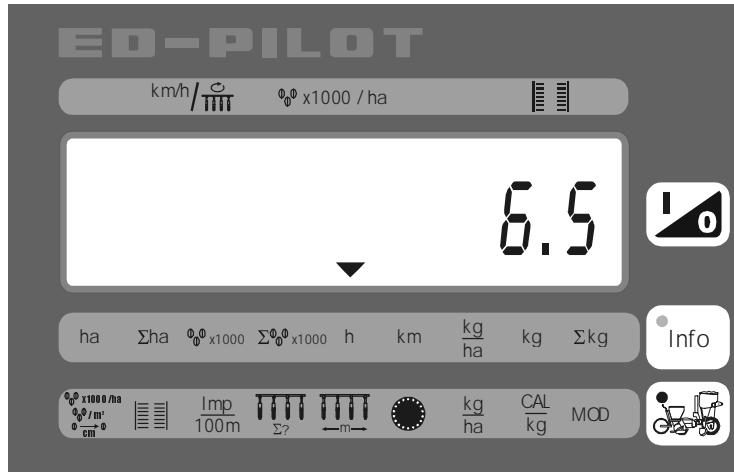 ED-PILOT
km/h/ x1000 / ha
6.5
I 0
ha Σha x1000 Σ x1000 h km kg/ha kg Σkg
Info
x1000 /ha Imp/100m kg/ha CAL/kg MOD
/ m² Σ? m
cm